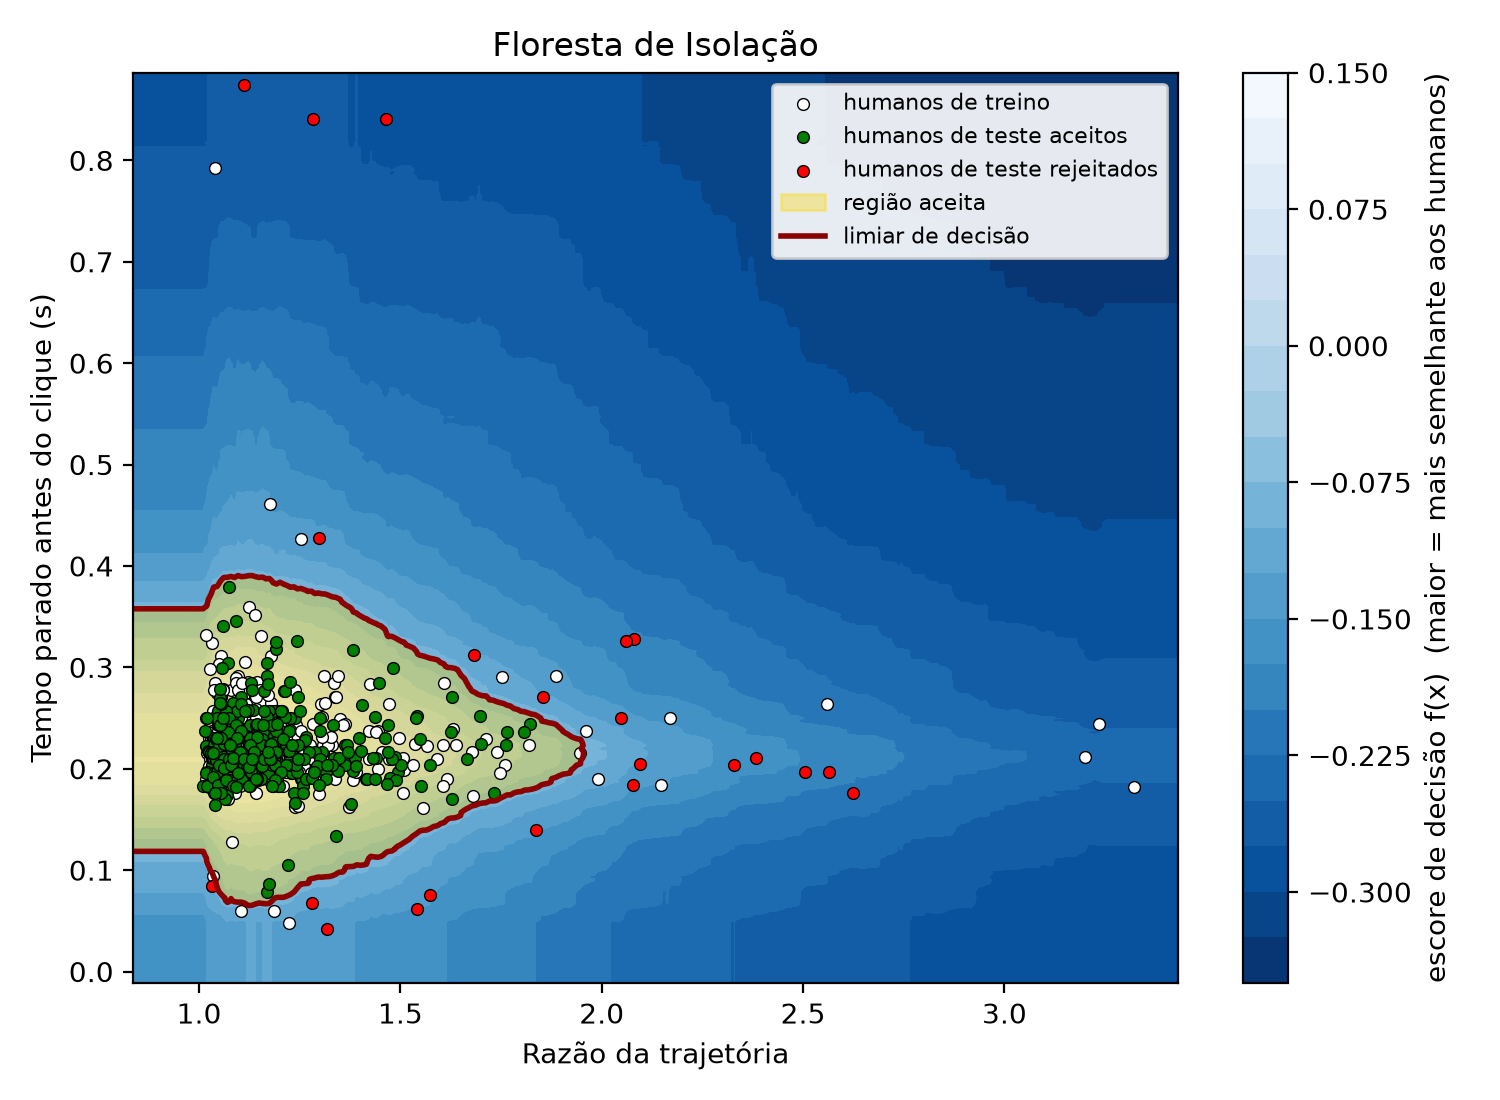 Floresta de Isolação
humanos de treino
humanos de teste aceitos
humanos de teste rejeitados
região aceita
limiar de decisão
Tempo parado antes do clique (s)
0.8
0.7
0.6
0.5
0.4
0.3
0.2
0.1
0.0
1.0
1.5
2.0
2.5
3.0
Razão da trajetória
0.150
0.075
0.000
−0.075
−0.150
−0.225
−0.300
escore de decisão f(x) (maior = mais semelhante aos humanos)